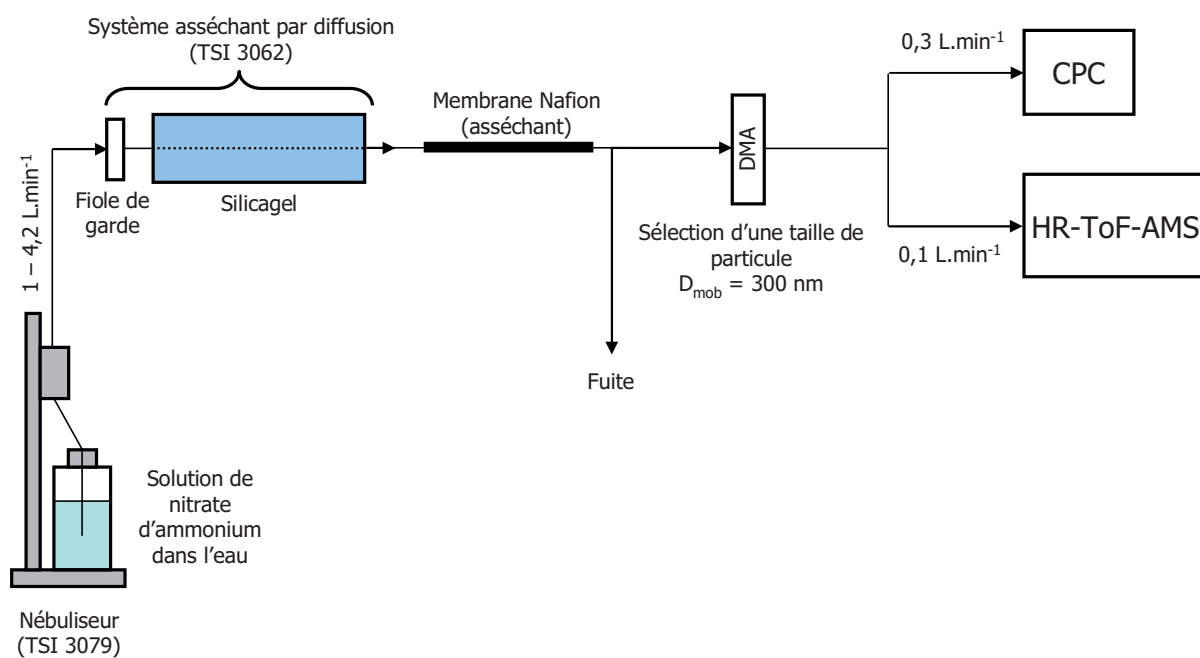 Système asséchant par diffusion
(TSI 3062)
0,3 L.min-1
CPC
Membrane Nafion
(asséchant)
DMA
1 – 4,2 L.min-1
Fiole de
garde
Silicagel
Sélection d'une taille de
particule
Dmob = 300 nm
HR-ToF-AMS
0,1 L.min-1
Fuite
Solution de
nitrate
d'ammonium
dans l'eau
Nébuliseur
(TSI 3079)